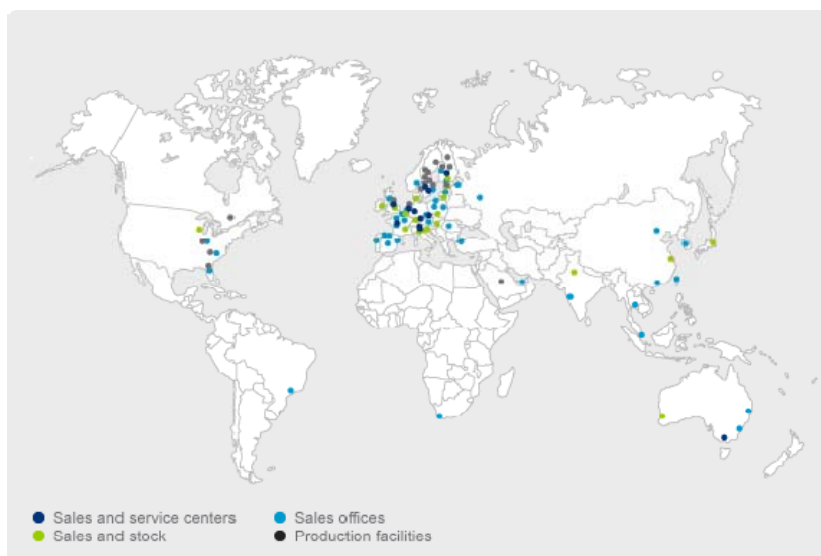 Sales and service centers
Sales offices
Sales and stock
Production facilities